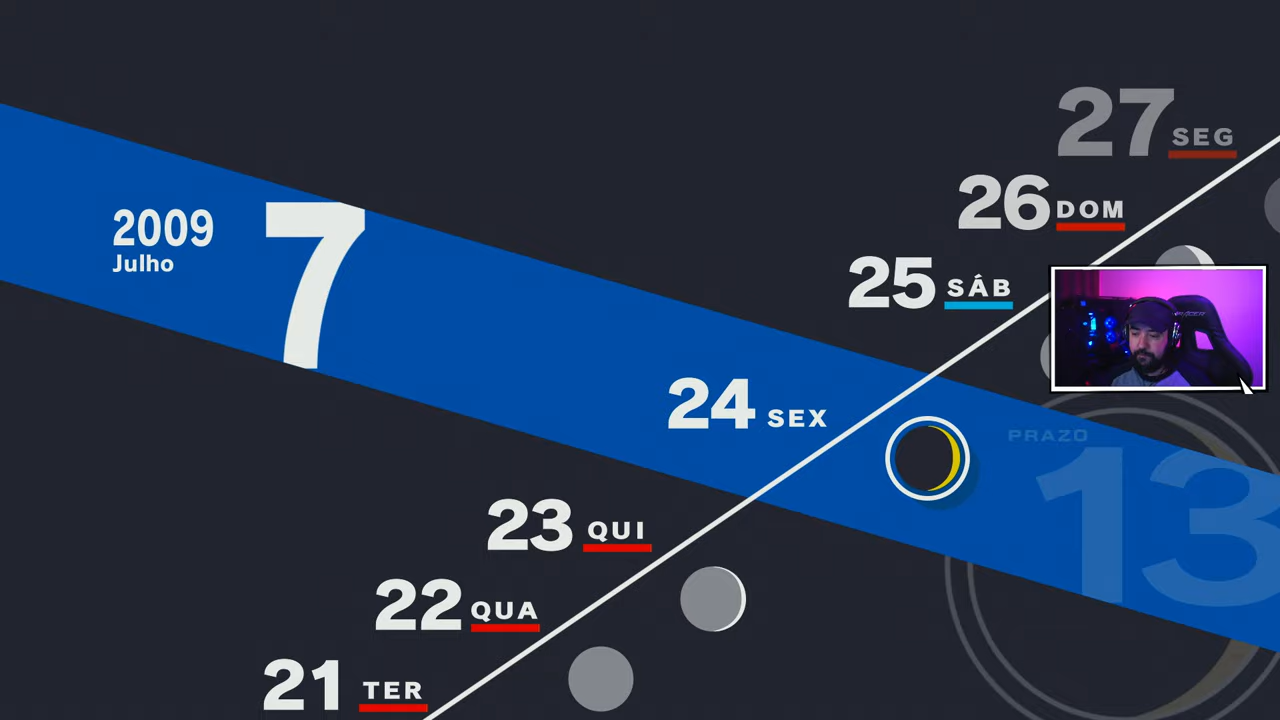 2009
Julho
7
27 SEG
26 DOM
25 SÁB
24 SEX
23 QUI
22 QUA
21 TER
PRAZO
13